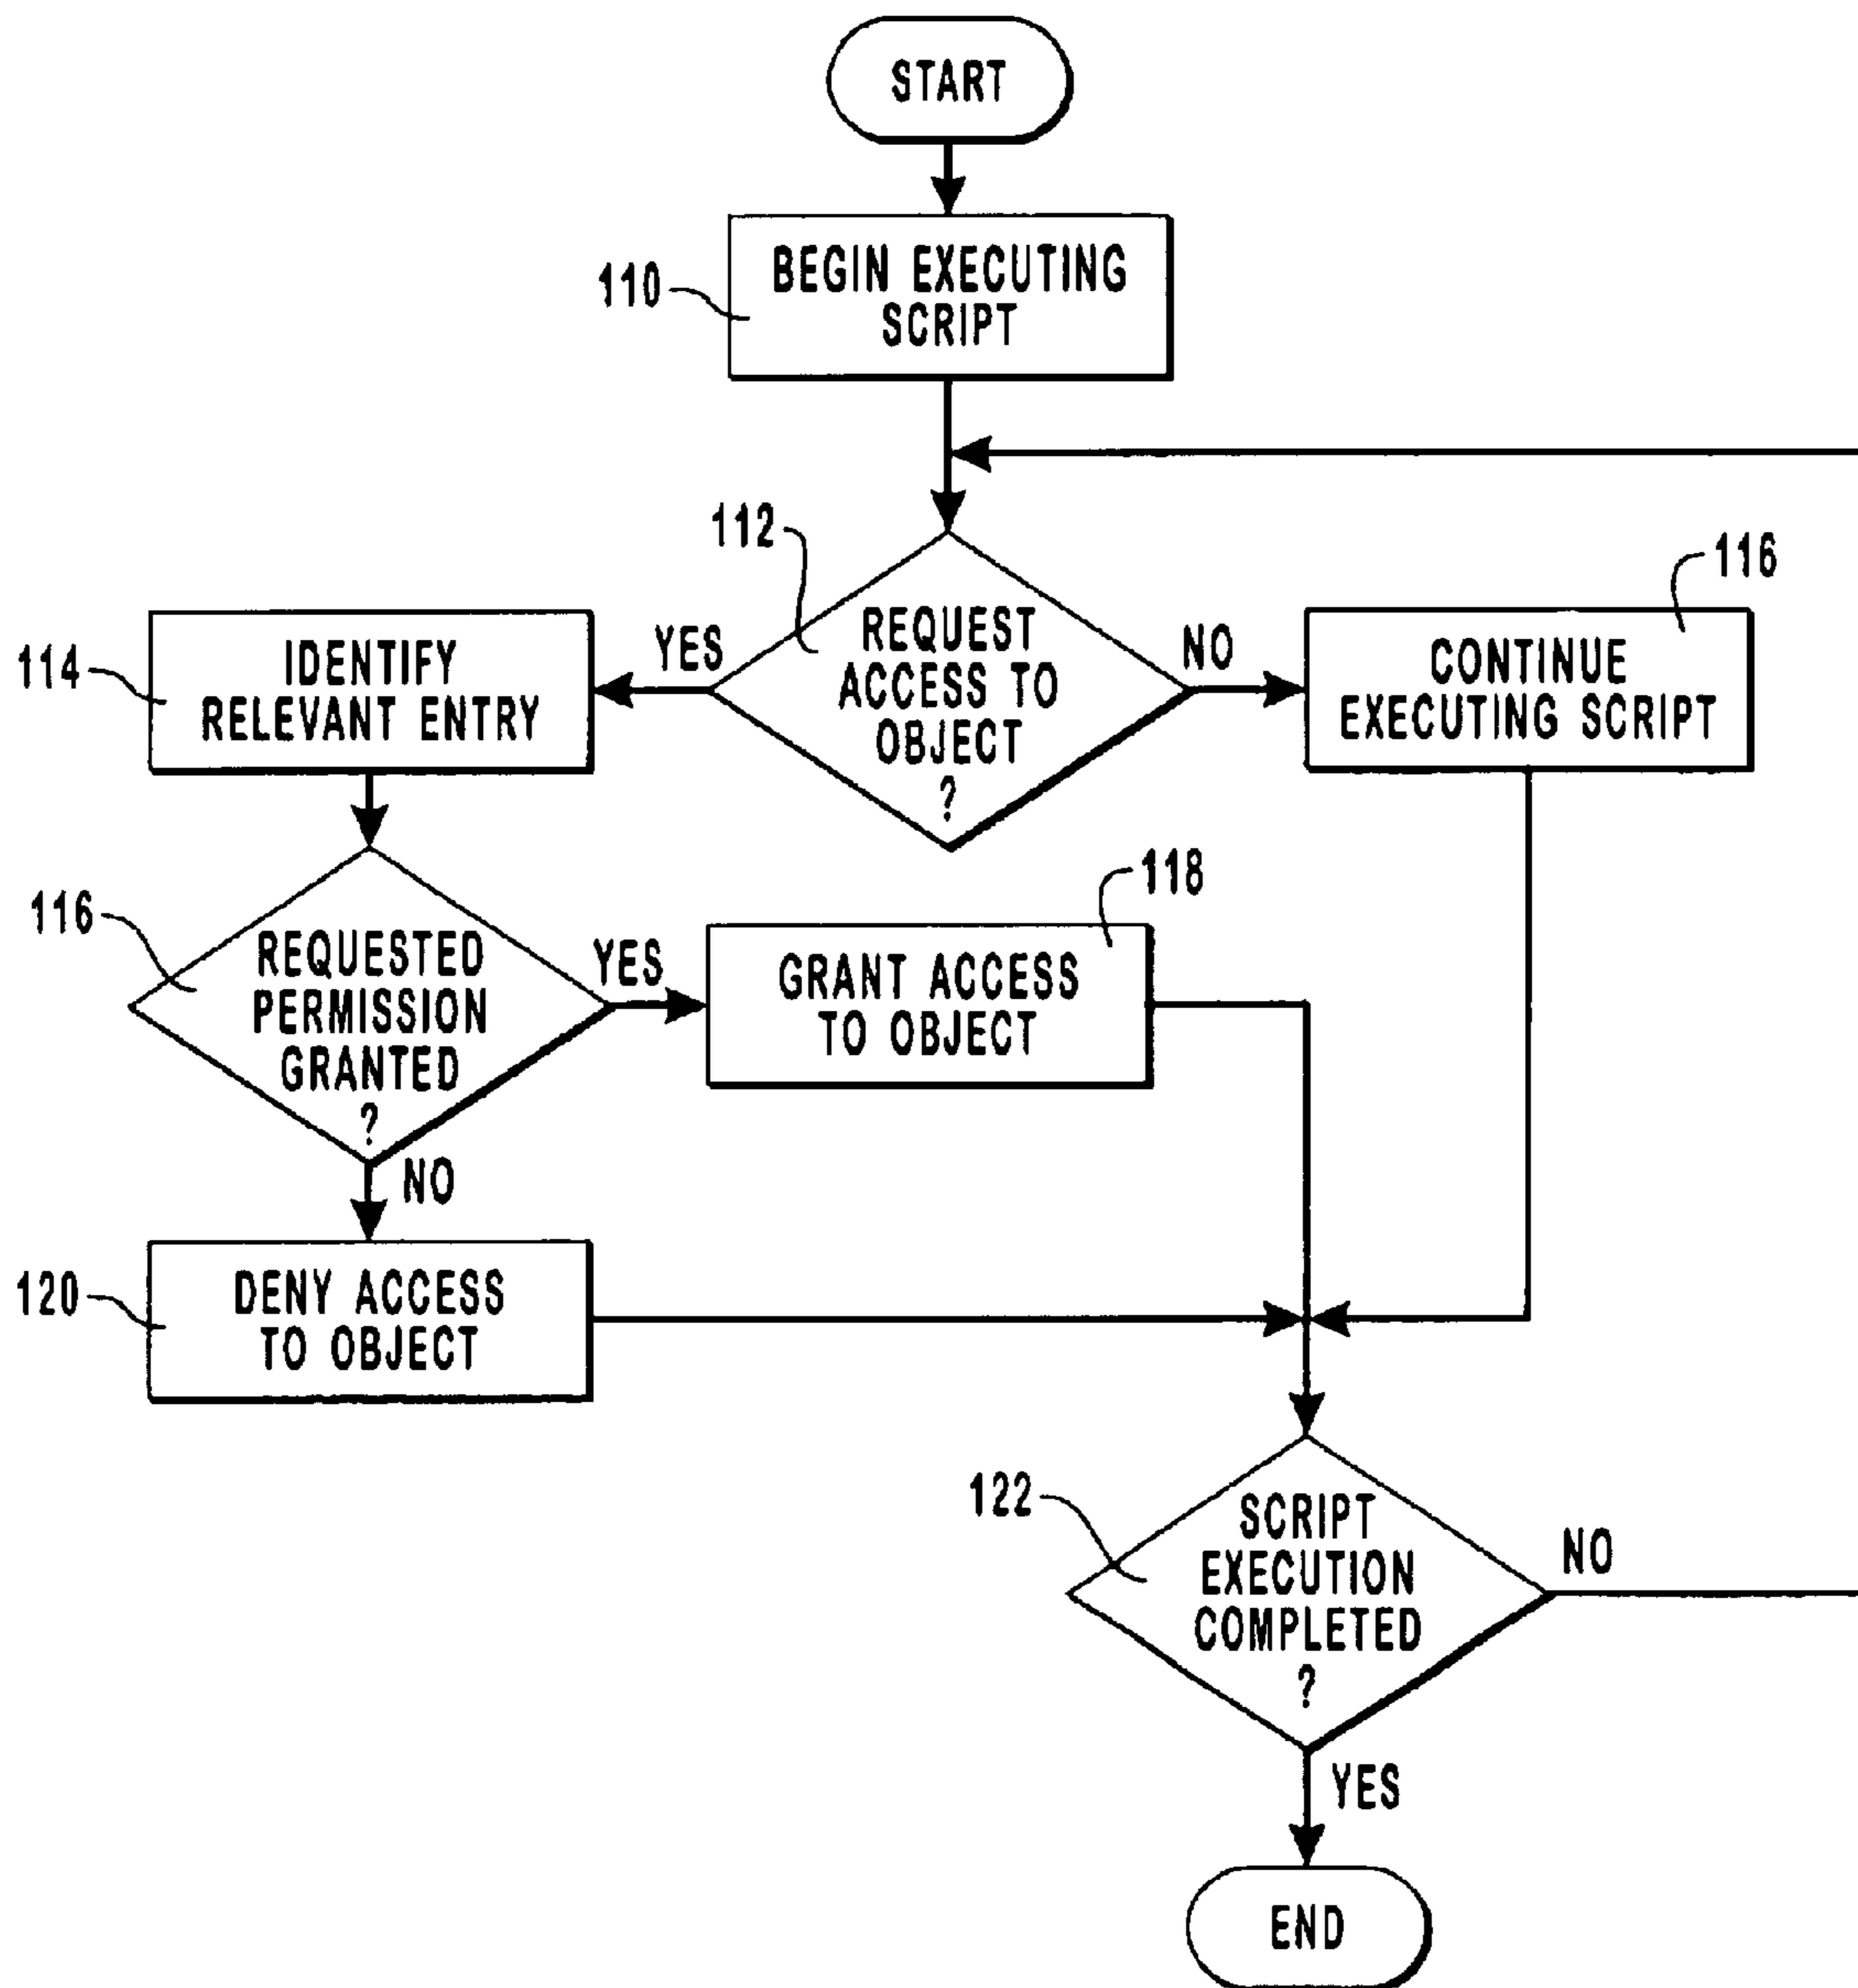 START
110
BEGIN EXECUTING
SCRIPT
112
REQUEST
ACCESS TO
OBJECT
?
YES
NO
114
IDENTIFY
RELEVANT ENTRY
116
CONTINUE
EXECUTING SCRIPT
116
REQUESTED
PERMISSION
GRANTED
?
YES
NO
118
GRANT ACCESS
TO OBJECT
120
DENY ACCESS
TO OBJECT
122
SCRIPT
EXECUTION
COMPLETED
?
NO
YES
END